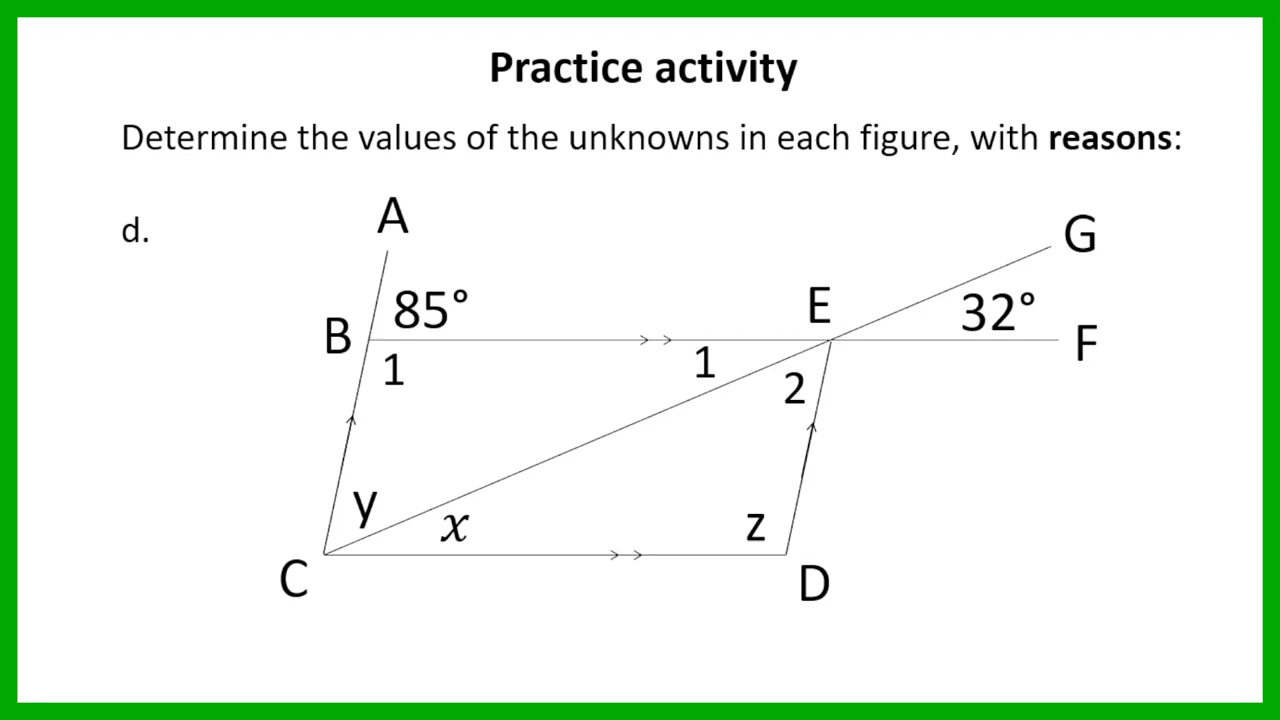 Practice activity
Determine the values of the unknowns in each figure, with reasons:
d.
A
G
85°
E
32°
B
F
1
1
2
y
x
z
C
D